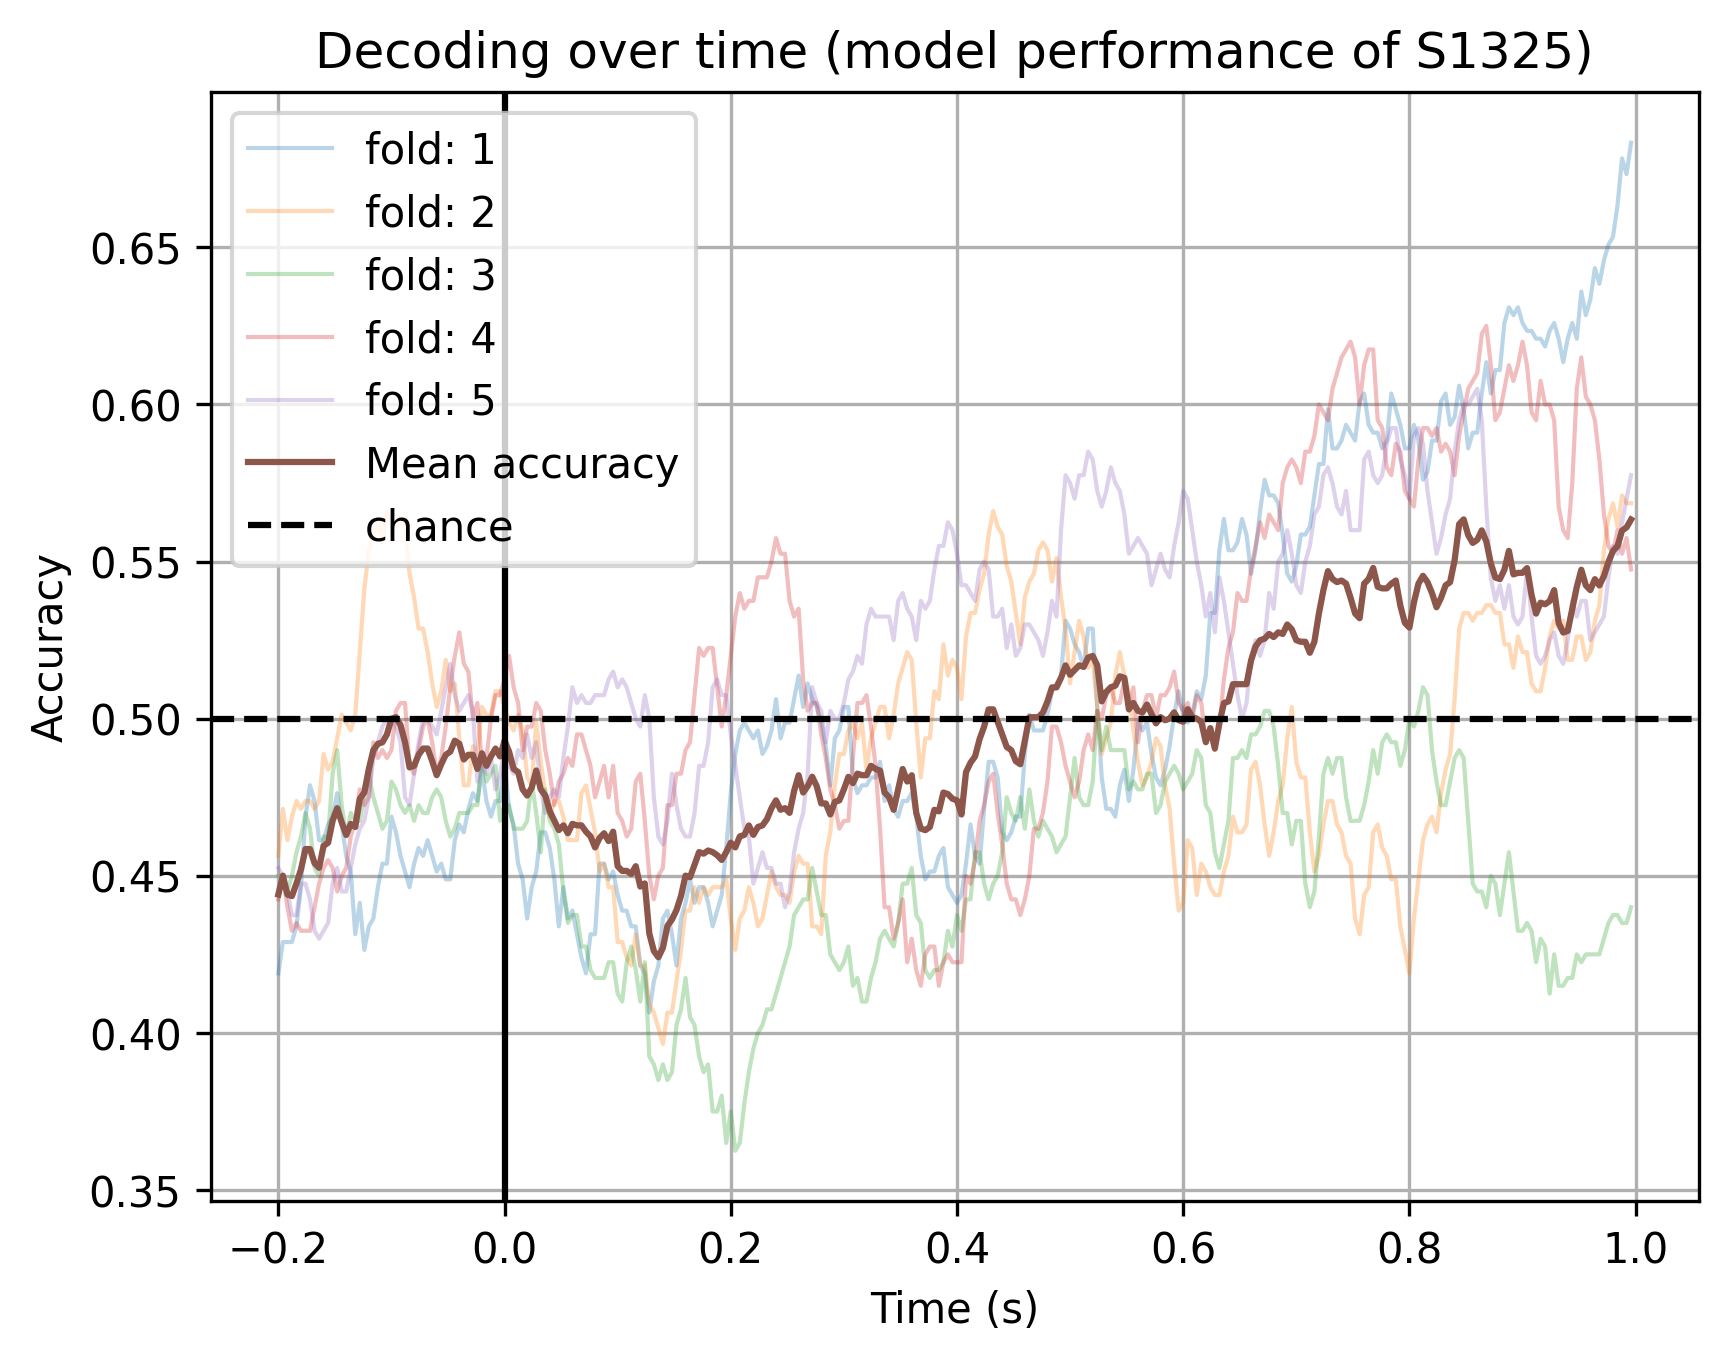 Decoding over time (model performance of S1325)
fold: 1
fold: 2
fold: 3
fold: 4
fold: 5
Mean accuracy
chance
Accuracy
0.65
0.60
0.55
0.50
0.45
0.40
0.35
−0.2 0.0 0.2 0.4 0.6 0.8 1.0
Time (s)